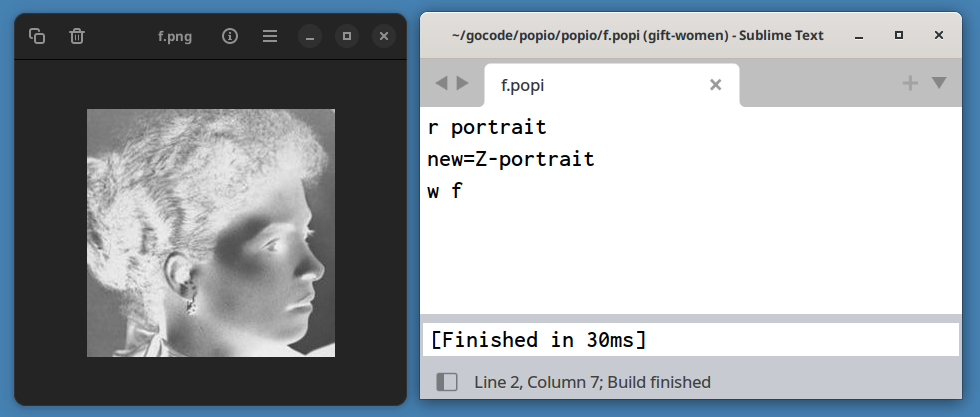 f.png
~/gocode/popio/popio/f.popi (gift-women) - Sublime Text
f.popi
r portrait
new=Z-portrait
w f
[Finished in 30ms]
Line 2, Column 7; Build finished